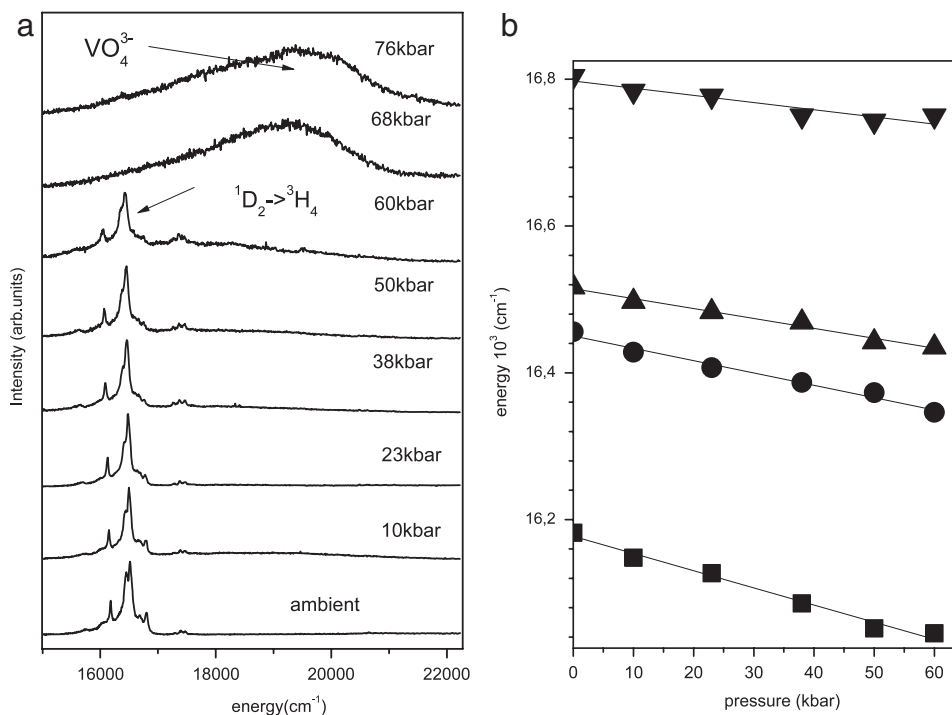 a
VO₄³⁻
76kbar
68kbar
¹D₂->³H₄
60kbar
50kbar
38kbar
23kbar
10kbar
ambient
Intensity (arb.units)
16000 18000 20000 22000
energy(cm⁻¹)
b
16,8
16,6
16,4
16,2
energy 10³ (cm⁻¹)
0 10 20 30 40 50 60
pressure (kbar)